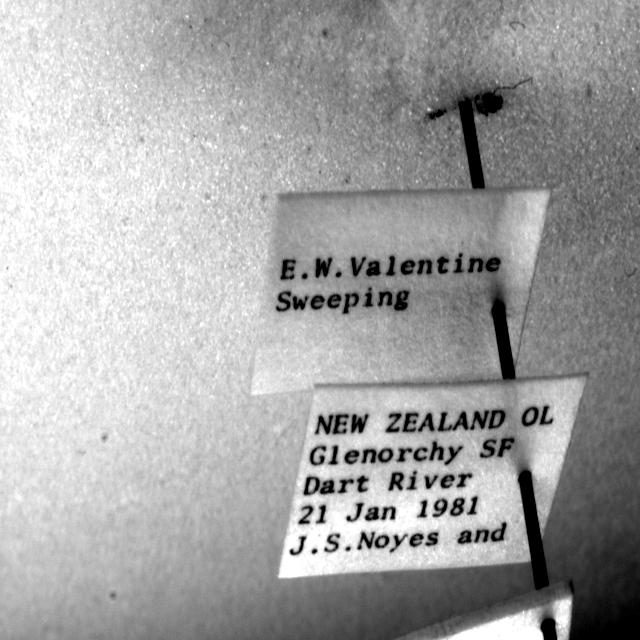 E.W.Valentine
Sweeping
NEW ZEALAND OL
Glenorchy SF
Dart River
21 Jan 1981
J.S.Noyes and